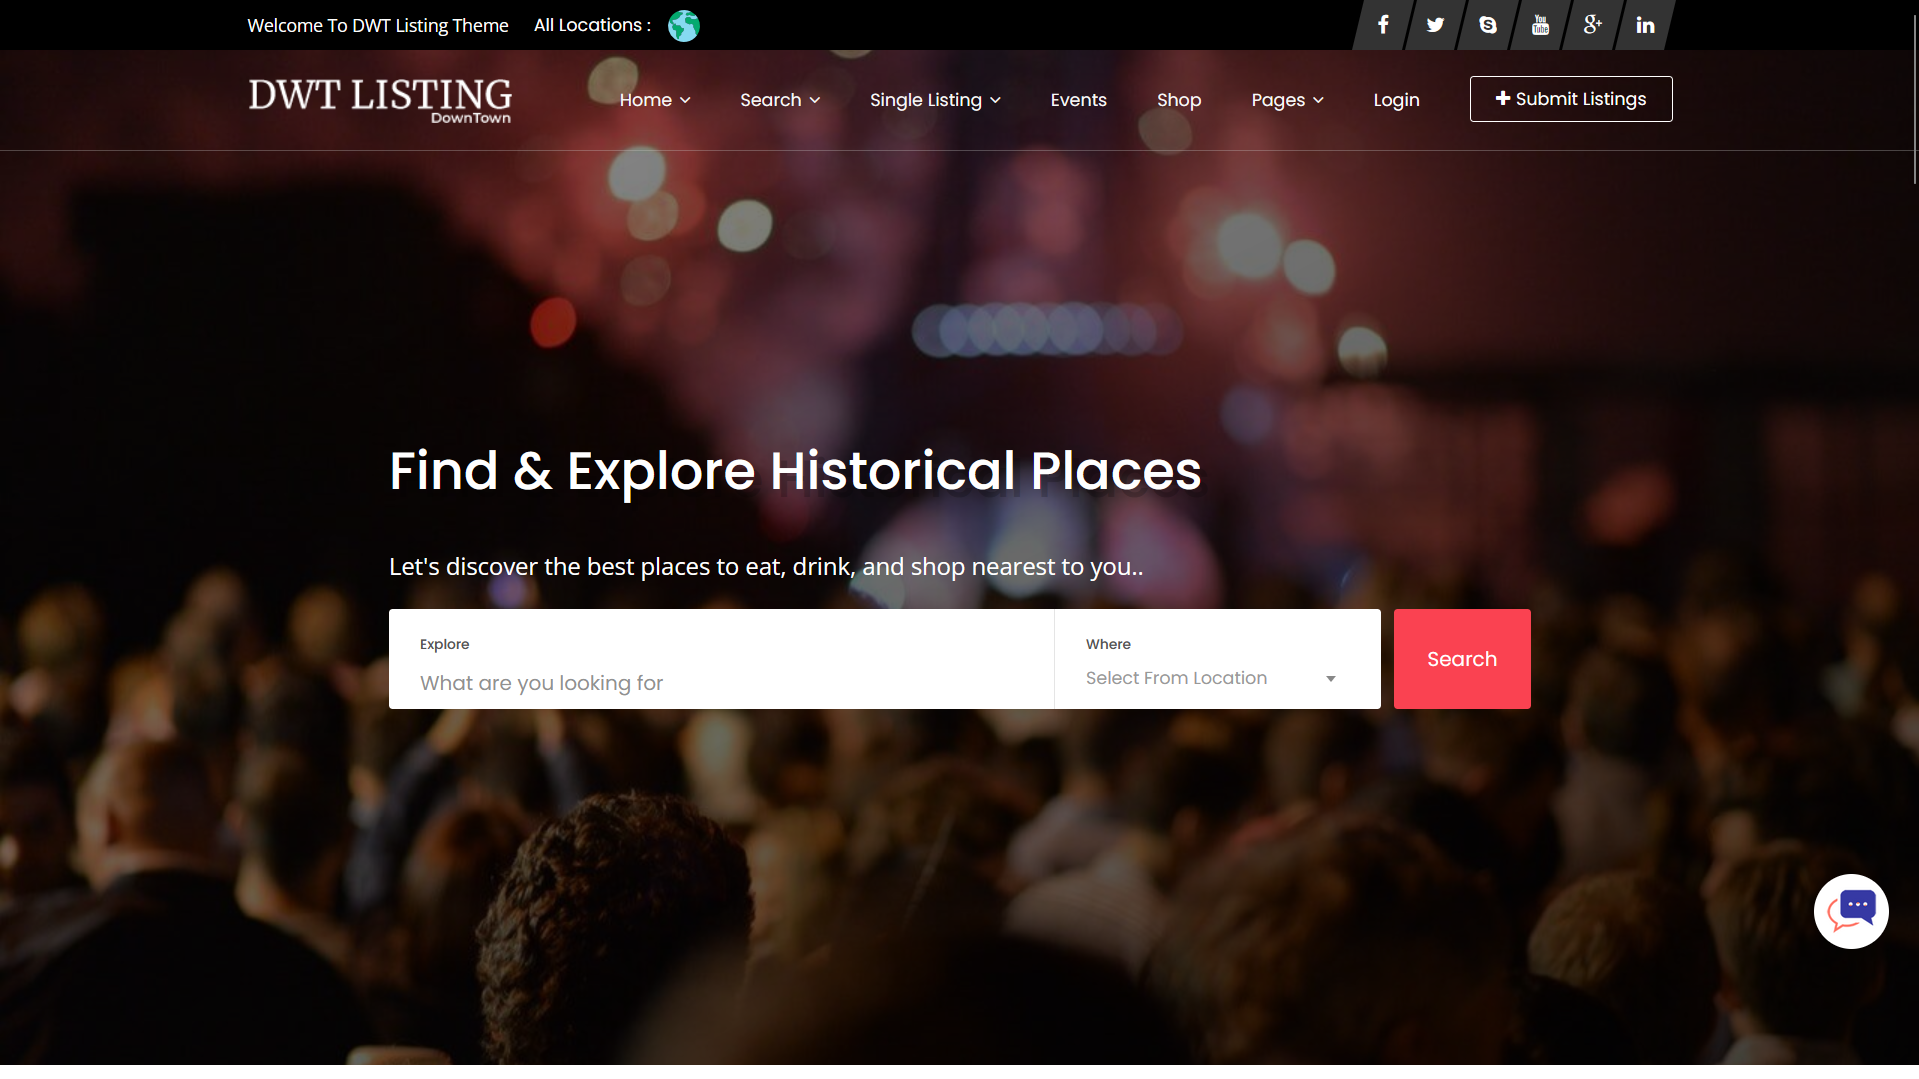 Welcome To DWT Listing Theme All Locations :
DWT LISTING
DownTown
Home Search Single Listing Events Shop Pages Login Submit Listings
Find & Explore Historical Places
Let's discover the best places to eat, drink, and shop nearest to you..
Explore
What are you looking for
Where
Select From Location
Search